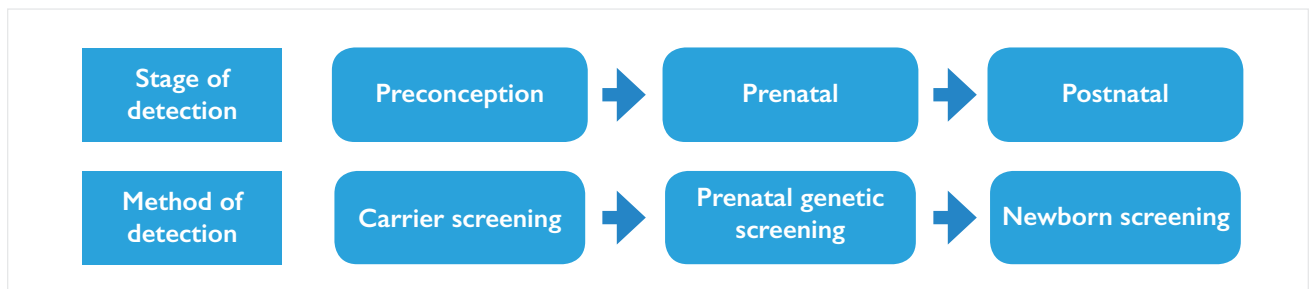 Stage of
detection
Preconception
Prenatal
Postnatal
Method of
detection
Carrier screening
Prenatal genetic
screening
Newborn screening